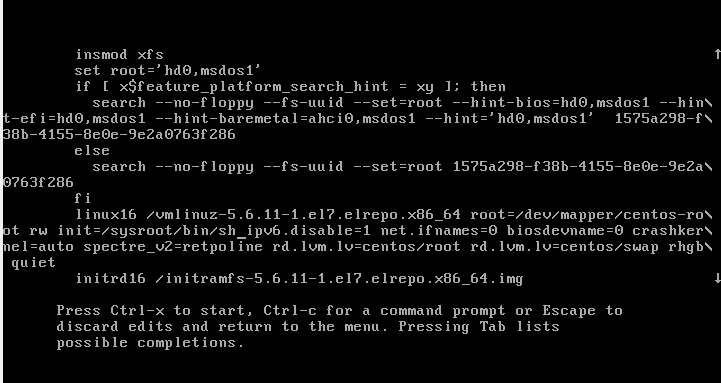 insmod xfs ↑
set root='hd0,msdos1'
if [ x$feature_platform_search_hint = xy ]; then
search --no-floppy --fs-uuid --set=root --hint-bios=hd0,msdos1 --hin\
t-efi=hd0,msdos1 --hint-baremetal=ahci0,msdos1 --hint='hd0,msdos1'  1575a298-f\
38b-4155-8e0e-9e2a0763f286
else
search --no-floppy --fs-uuid --set=root 1575a298-f38b-4155-8e0e-9e2a\
0763f286
fi
linux16 /vmlinuz-5.6.11-1.el7.elrepo.x86_64 root=/dev/mapper/centos-ro\
ot rw init=/sysroot/bin/sh_ipv6.disable=1 net.ifnames=0 biosdevname=0 crashker\
nel=auto spectre_v2=retpoline rd.lvm.lv=centos/root rd.lvm.lv=centos/swap rhgb\
quiet
initrd16 /initramfs-5.6.11-1.el7.elrepo.x86_64.img ↓
Press Ctrl-x to start, Ctrl-c for a command prompt or Escape to
discard edits and return to the menu. Pressing Tab lists
possible completions.